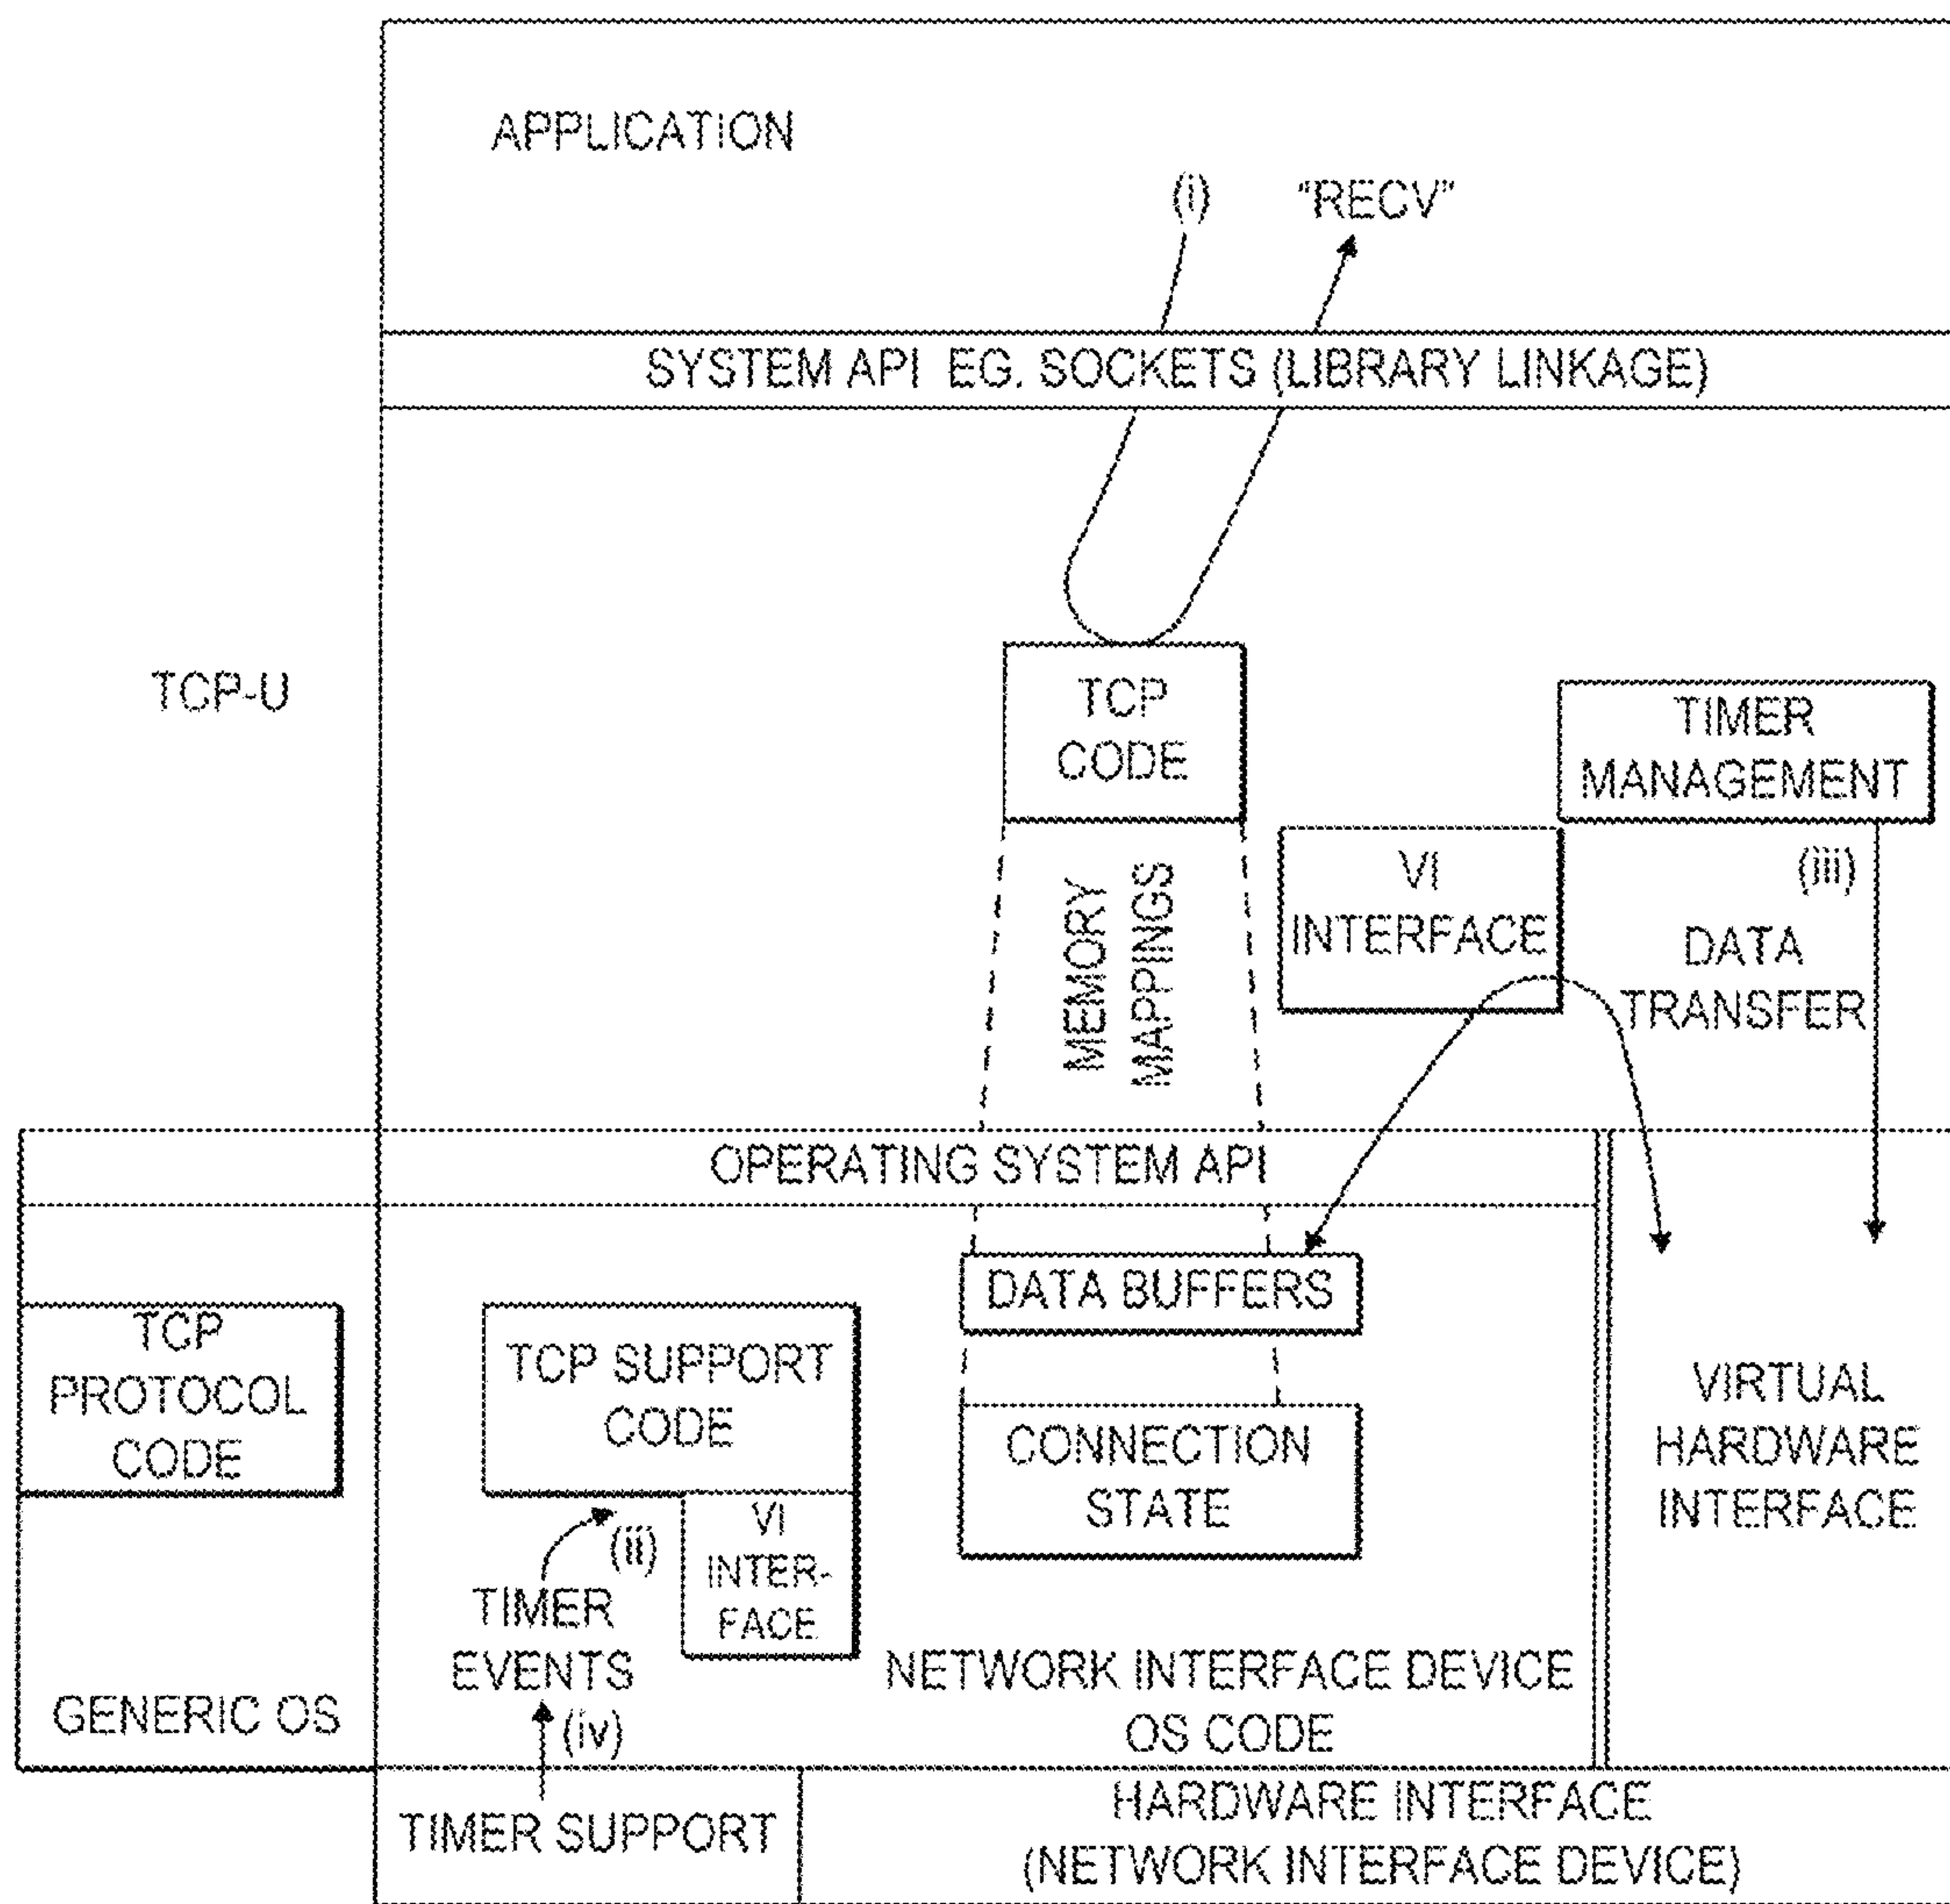 APPLICATION
(i) "RECV"
SYSTEM API EG. SOCKETS (LIBRARY LINKAGE)
TCP-U
TCP
CODE
TIMER
MANAGEMENT
MEMORY
MAPPINGS
VI
INTERFACE
(iii)
DATA
TRANSFER
OPERATING SYSTEM API
DATA BUFFERS
TCP
PROTOCOL
CODE
TCP SUPPORT
CODE
CONNECTION
STATE
VIRTUAL
HARDWARE
INTERFACE
(ii)
VI
INTER-
FACE
TIMER
EVENTS
NETWORK INTERFACE DEVICE
OS CODE
GENERIC OS
(iv)
TIMER SUPPORT
HARDWARE INTERFACE
(NETWORK INTERFACE DEVICE)